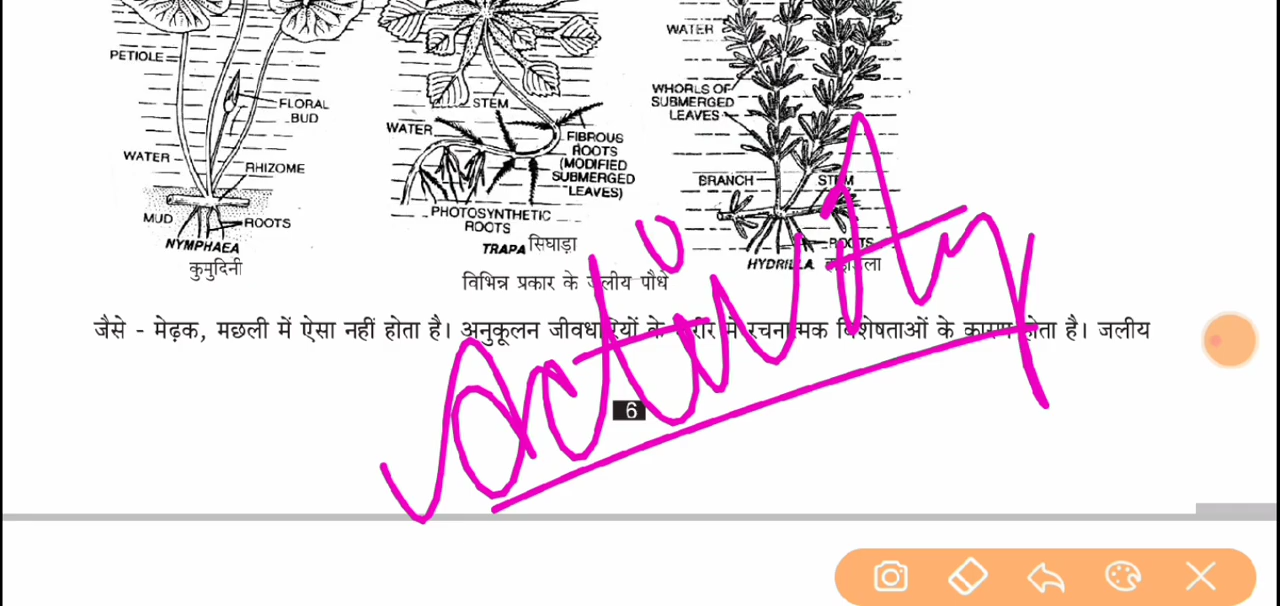 PETIOLE
FLORAL
BUD
WATER
RHIZOME
MUD
ROOTS
NYMPHAEA
कुमुदिनी
STEM
WATER
FIBROUS
ROOTS
(MODIFIED
SUBMERGED
LEAVES)
PHOTOSYNTHETIC
ROOTS
TRAPA सिघाड़ा
WATER
WHORLS OF
SUBMERGED
LEAVES
BRANCH
STEM
ROOTS
HYDRILLA
विभिन्न प्रकार के जलीय पौधे
जैसे - मेढ़क, मछली में ऐसा नहीं होता है। अनुकूलन जीवधारियों के शरीर में रचनात्मक विशेषताओं के कारण होता है। जलीय
6
Activity